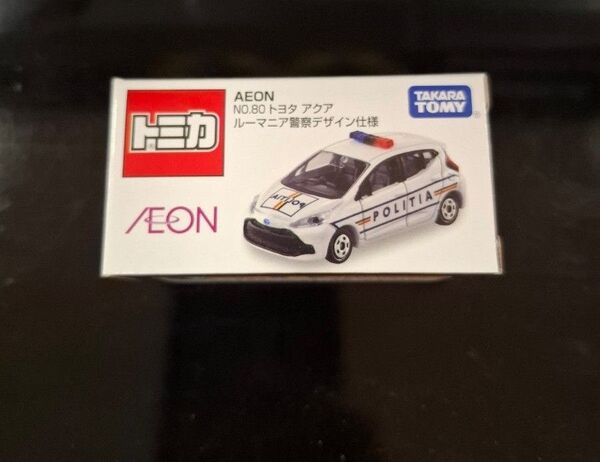 トミカ
AEON
NO.80 トヨタ アクア
ルーマニア警察デザイン仕様
TAKARA
TOMY
ÆON
POLITIA
POLITIA